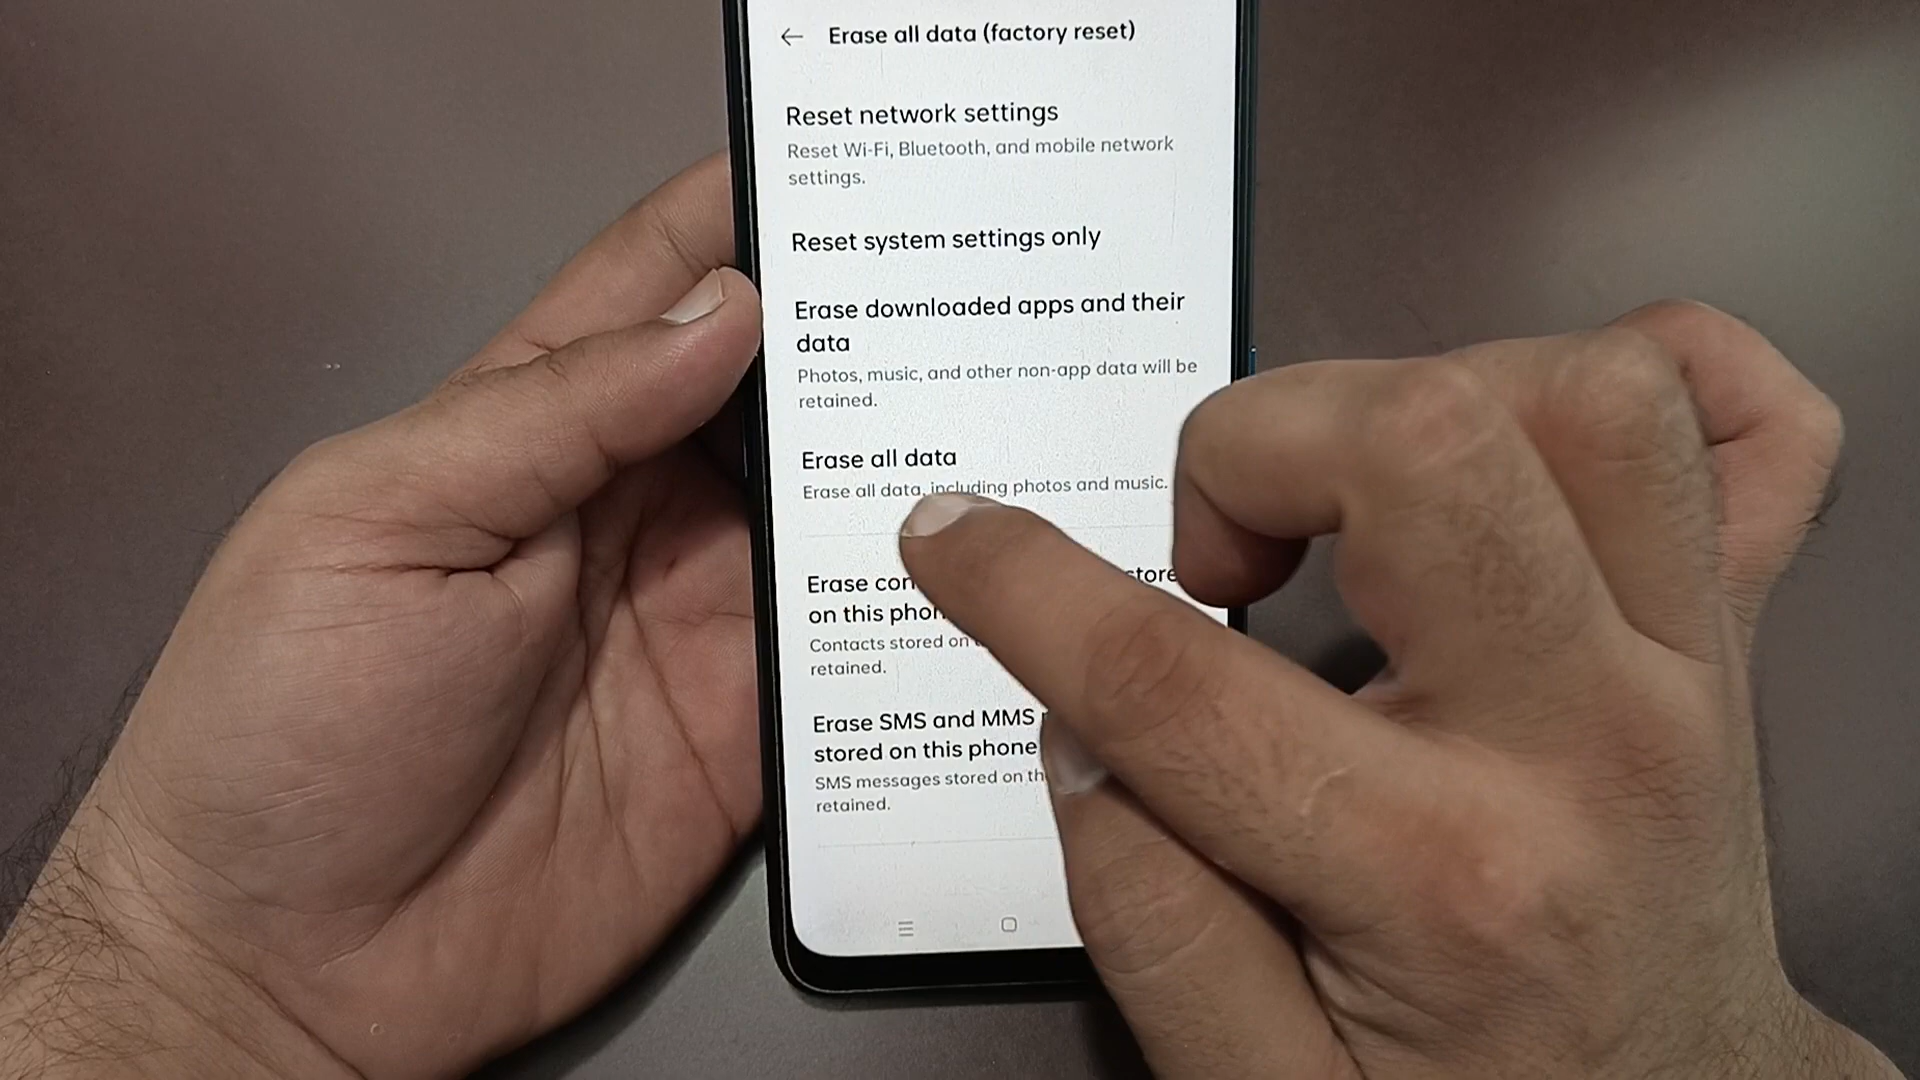 Erase all data (factory reset)
Reset network settings
Reset Wi-Fi, Bluetooth, and mobile network
settings.
Reset system settings only
Erase downloaded apps and their
data
Photos, music, and other non-app data will be
retained.
Erase all data
Erase all data, including photos and music.
Erase
on this
Contacts stored on
retained.
Erase SMS and MMS
stored on this phone
SMS messages stored on
retained.